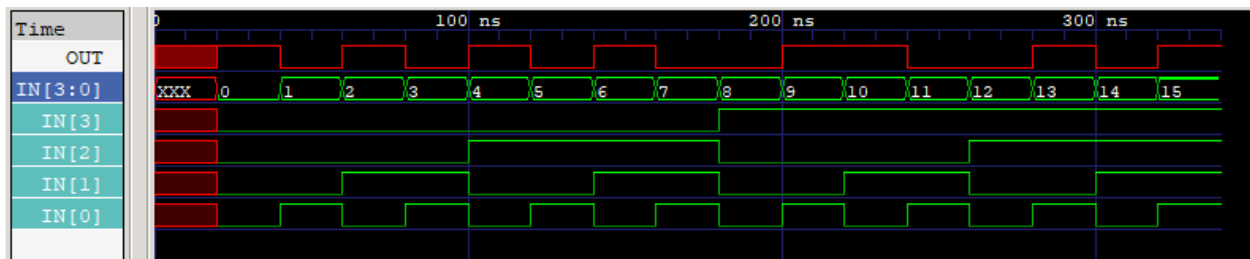 Time
0 100 ns 200 ns 300 ns
OUT
IN[3:0] XXX 0 1 2 3 4 5 6 7 8 9 10 11 12 13 14 15
IN[3]
IN[2]
IN[1]
IN[0]